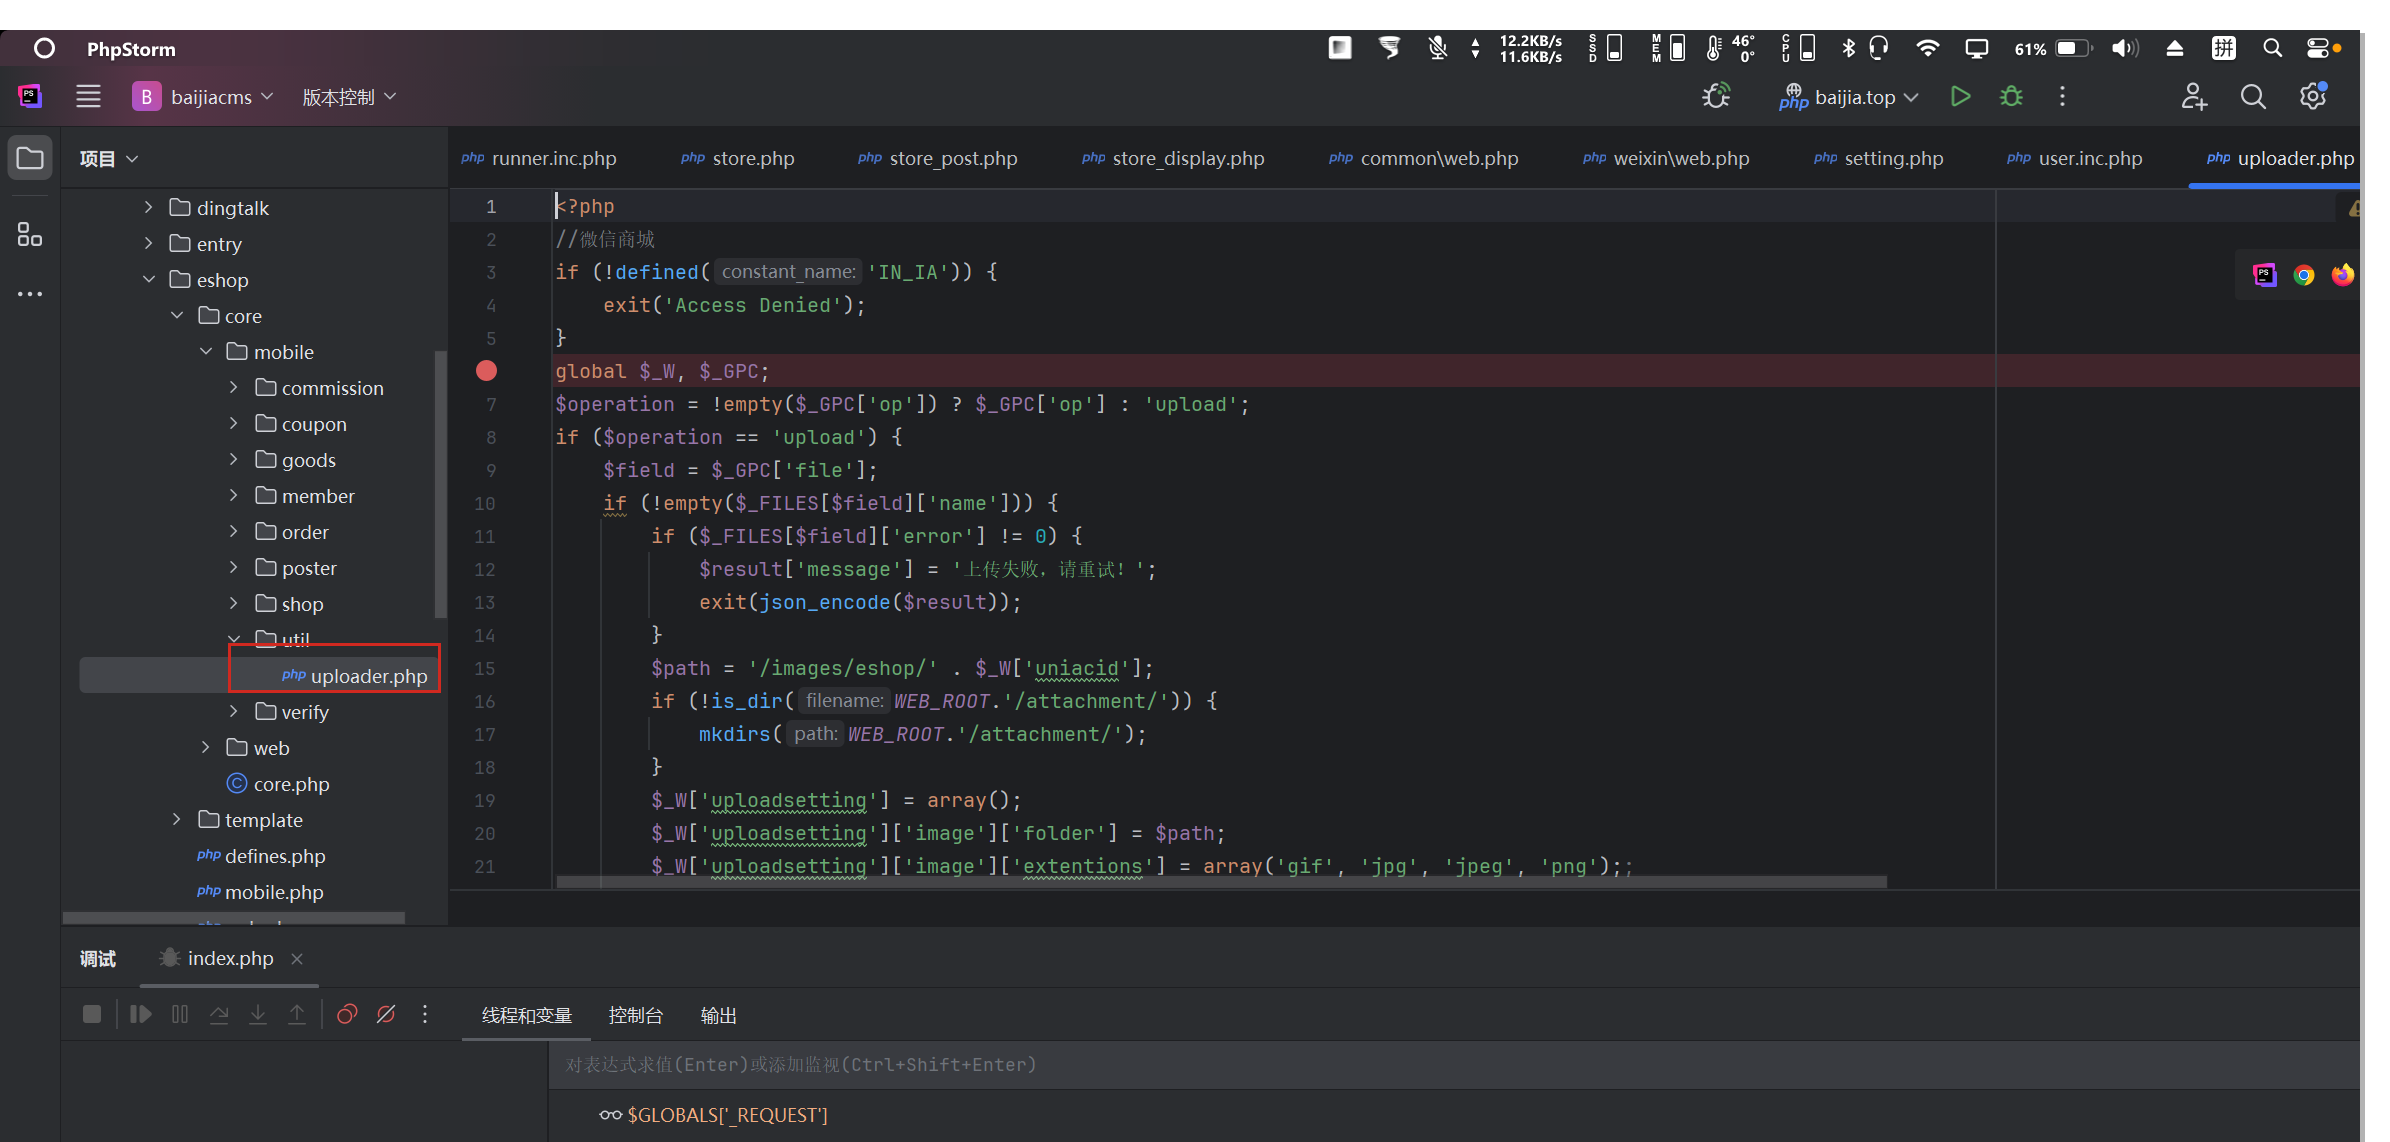 PhpStorm
12.2KB/s
11.6KB/s
SSD
MEM
46°
0°
CPU
61%
拼
PS
B baijiacms 版本控制
php baijia.top
项目
php runner.inc.php php store.php php store_post.php php store_display.php php common\web.php php weixin\web.php php setting.php php user.inc.php php uploader.php
dingtalk
entry
eshop
core
mobile
commission
coupon
goods
member
order
poster
shop
util
php uploader.php
verify
web
core.php
template
php defines.php
php mobile.php
1 <?php
2 //微信商城
3 if (!defined( constant_name: 'IN_IA')) {
4 exit('Access Denied');
5 }
global $_W, $_GPC;
7 $operation = !empty($_GPC['op']) ? $_GPC['op'] : 'upload';
8 if ($operation == 'upload') {
9 $field = $_GPC['file'];
10 if (!empty($_FILES[$field]['name'])) {
11 if ($_FILES[$field]['error'] != 0) {
12 $result['message'] = '上传失败，请重试！';
13 exit(json_encode($result));
14 }
15 $path = '/images/eshop/' . $_W['uniacid'];
16 if (!is_dir( filename: WEB_ROOT.'/attachment/')) {
17 mkdirs( path: WEB_ROOT.'/attachment/');
18 }
19 $_W['uploadsetting'] = array();
20 $_W['uploadsetting']['image']['folder'] = $path;
21 $_W['uploadsetting']['image']['extentions'] = array('gif', 'jpg', 'jpeg', 'png');;
调试 index.php
线程和变量 控制台 输出
对表达式求值(Enter)或添加监视(Ctrl+Shift+Enter)
$GLOBALS['_REQUEST']